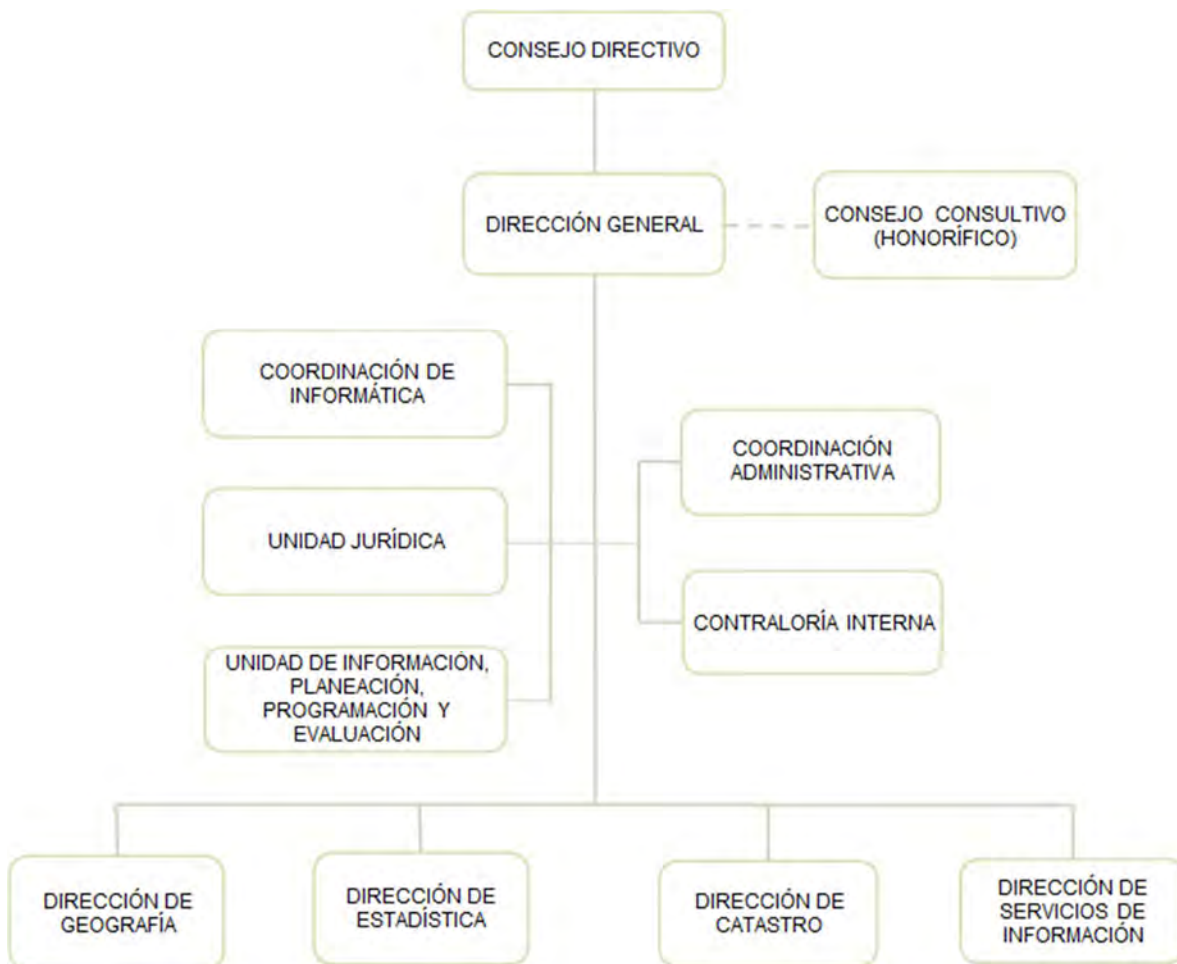 CONSEJO DIRECTIVO
DIRECCIÓN GENERAL
CONSEJO CONSULTIVO
(HONORÍFICO)
COORDINACIÓN DE
INFORMÁTICA
COORDINACIÓN
ADMINISTRATIVA
UNIDAD JURÍDICA
CONTRALORÍA INTERNA
UNIDAD DE INFORMACIÓN,
PLANEACIÓN,
PROGRAMACIÓN Y
EVALUACIÓN
DIRECCIÓN DE
GEOGRAFÍA
DIRECCIÓN DE
ESTADÍSTICA
DIRECCIÓN DE
CATASTRO
DIRECCIÓN DE
SERVICIOS DE
INFORMACIÓN